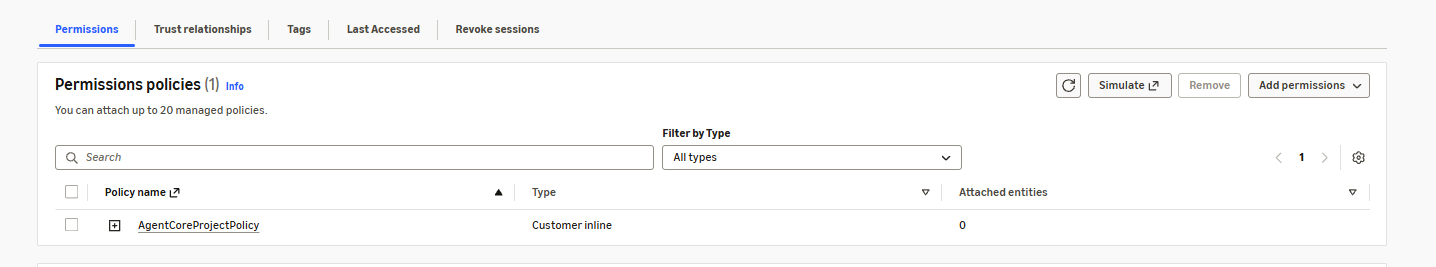 Permissions
Trust relationships
Tags
Last Accessed
Revoke sessions
Permissions policies (1) Info
Simulate
Remove
Add permissions
You can attach up to 20 managed policies.
Filter by Type
Search
All types
1
Policy name
Type
Attached entities
AgentCoreProjectPolicy
Customer inline
0